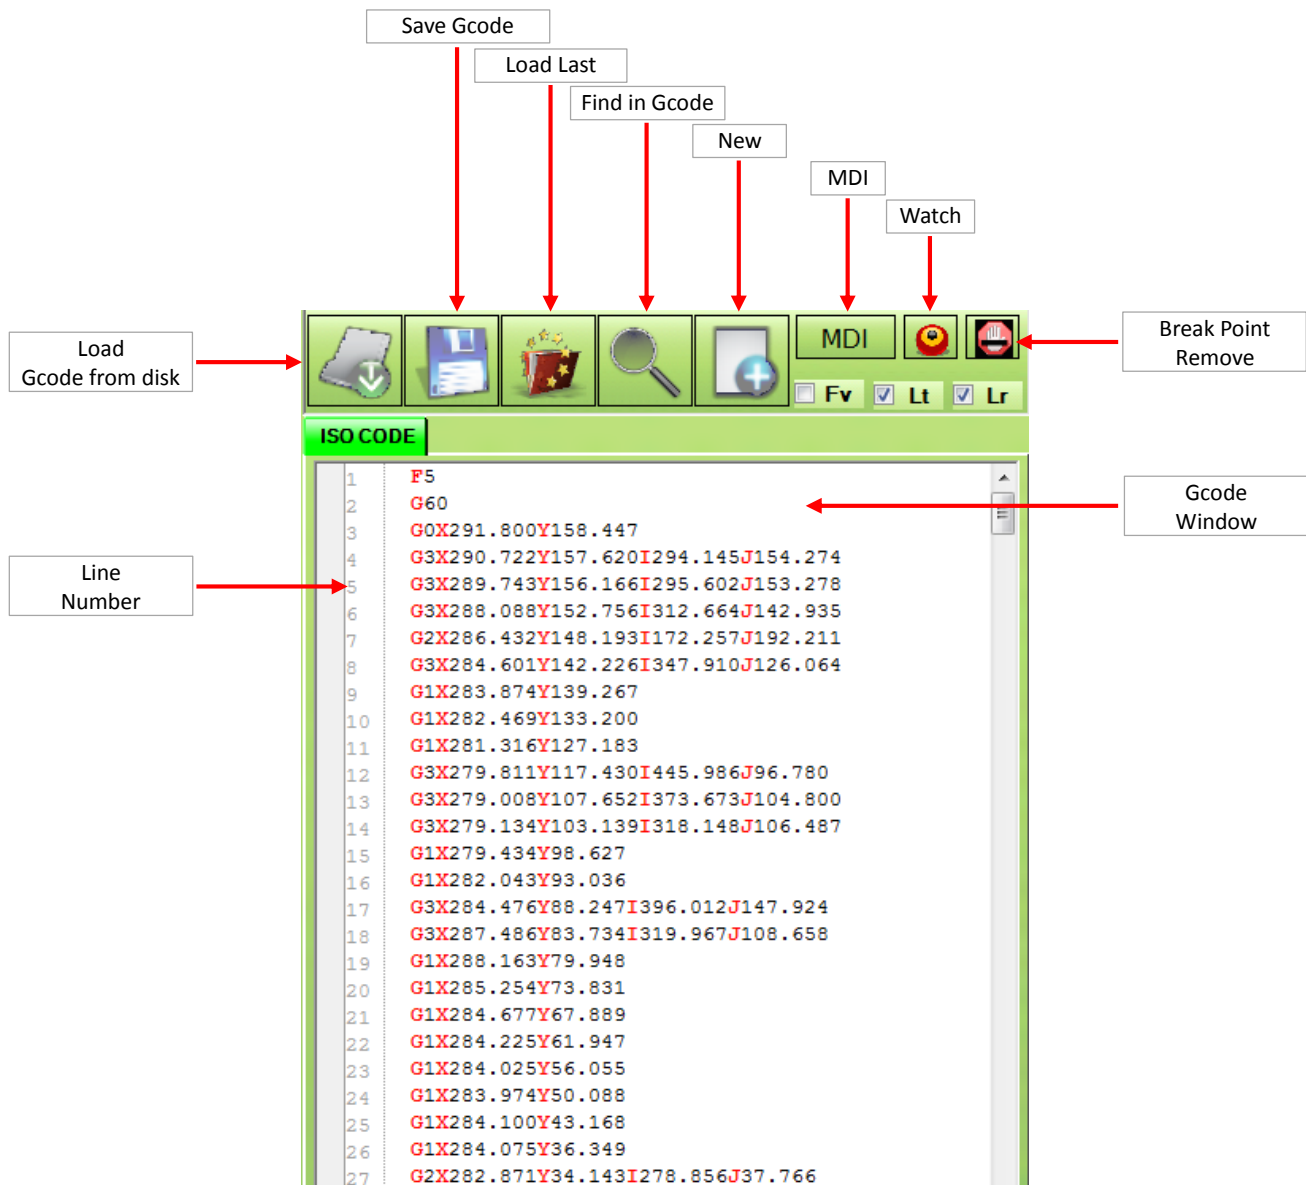 Save Gcode
Load Last
Find in Gcode
New
MDI
Watch
Load
Gcode from disk
MDI
Break Point
Remove
Fv
Lt
Lr
ISO CODE
1 F5
2 G60
3 G0X291.800Y158.447
4 G3X290.722Y157.620I294.145J154.274
5 G3X289.743Y156.166I295.602J153.278
6 G3X288.088Y152.756I312.664J142.935
7 G2X286.432Y148.193I172.257J192.211
8 G3X284.601Y142.226I347.910J126.064
9 G1X283.874Y139.267
10 G1X282.469Y133.200
11 G1X281.316Y127.183
12 G3X279.811Y117.430I445.986J96.780
13 G3X279.008Y107.652I373.673J104.800
14 G3X279.134Y103.139I318.148J106.487
15 G1X279.434Y98.627
16 G1X282.043Y93.036
17 G3X284.476Y88.247I396.012J147.924
18 G3X287.486Y83.734I319.967J108.658
19 G1X288.163Y79.948
20 G1X285.254Y73.831
21 G1X284.677Y67.889
22 G1X284.225Y61.947
23 G1X284.025Y56.055
24 G1X283.974Y50.088
25 G1X284.100Y43.168
26 G1X284.075Y36.349
27 G2X282.871Y34.143I278.856J37.766
Gcode
Window
Line
Number